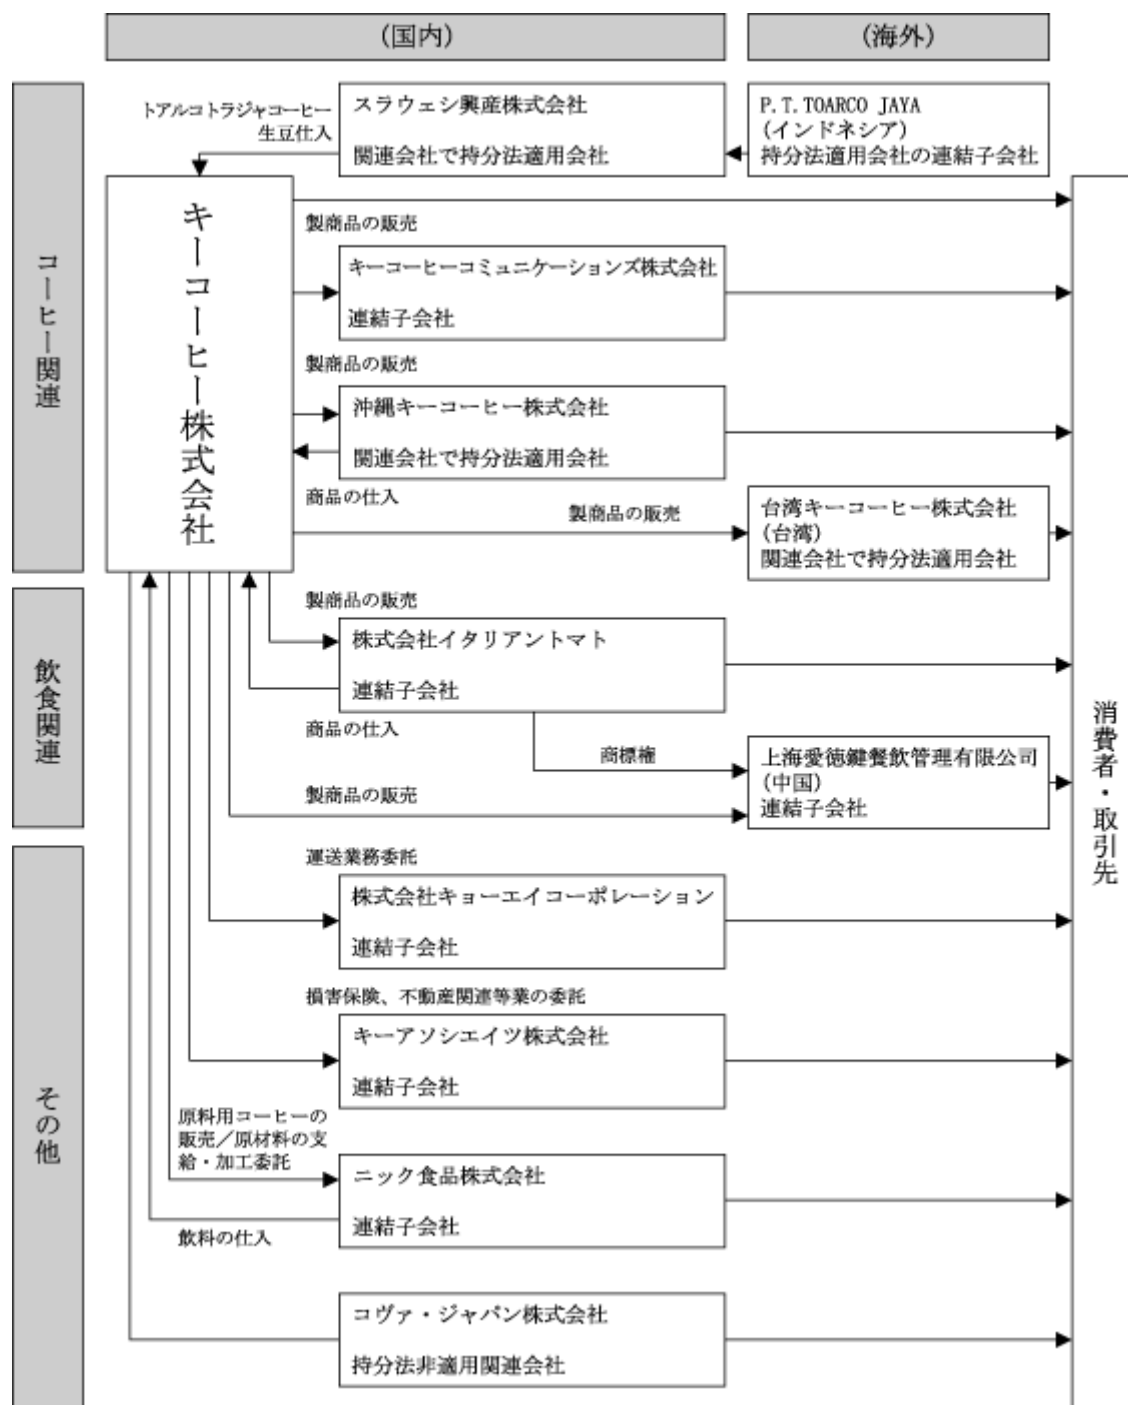 (国内)
(海外)
コーヒー関連
トアルコトラジャコーヒー
生豆仕入
スラウェシ興産株式会社
関連会社で持分法適用会社
P.T.TOARCO JAYA
(インドネシア)
持分法適用会社の連結子会社
キーコーヒー株式会社
製商品の販売
キーコーヒーコミュニケーションズ株式会社
連結子会社
製商品の販売
沖縄キーコーヒー株式会社
関連会社で持分法適用会社
商品の仕入
製商品の販売
台湾キーコーヒー株式会社
(台湾)
関連会社で持分法適用会社
飲食関連
製商品の販売
株式会社イタリアントマト
連結子会社
商品の仕入
商標権
上海愛徳鍵餐飲管理有限公司
(中国)
連結子会社
製商品の販売
消費者・取引先
その他
運送業務委託
株式会社キョーエイコーポレーション
連結子会社
損害保険、不動産関連等業の委託
キーアソシエイツ株式会社
連結子会社
原料用コーヒーの
販売／原材料の支
給・加工委託
ニック食品株式会社
連結子会社
飲料の仕入
コヴァ・ジャパン株式会社
持分法非適用関連会社